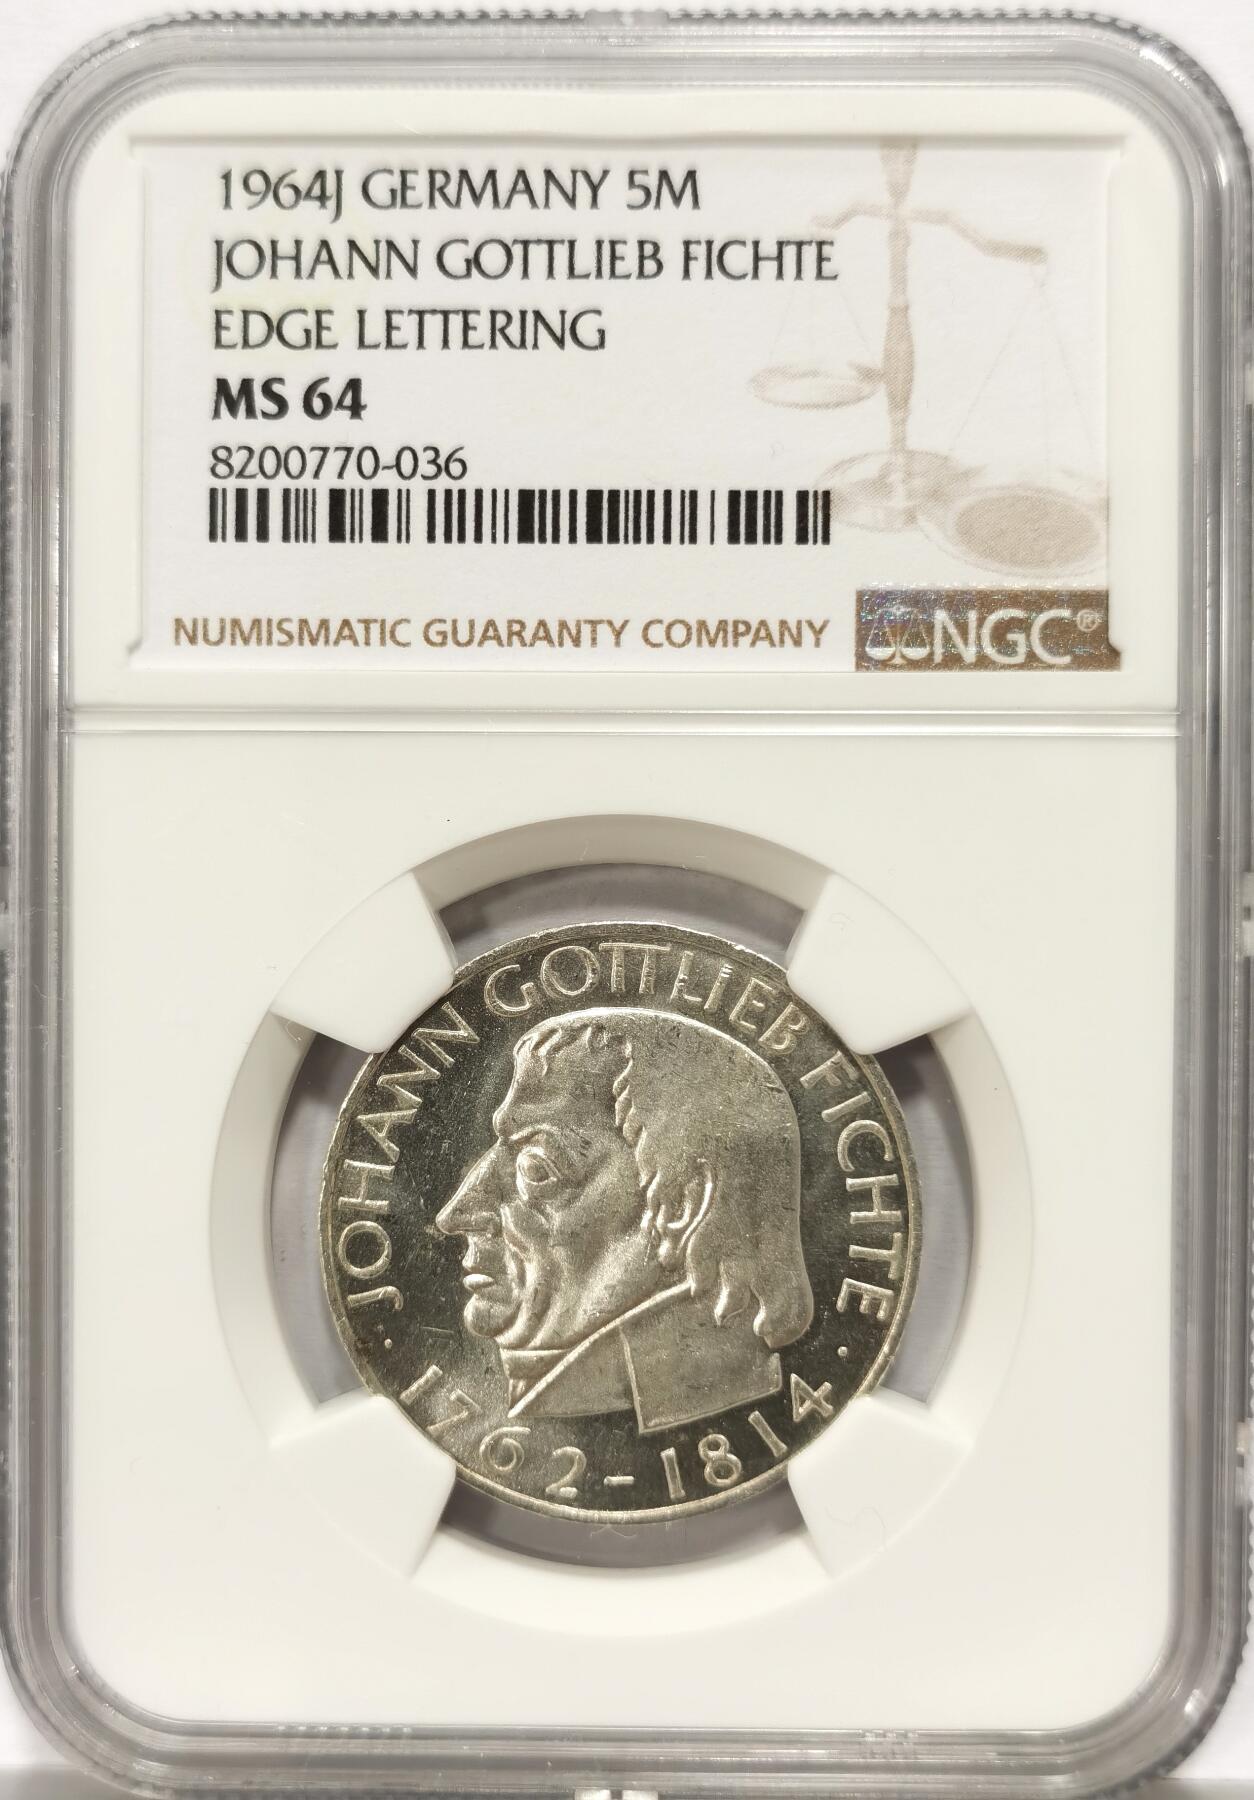 1964J GERMANY 5M
JOHANN GOTTLIEB FICHTE
EDGE LETTERING
MS 64
8200770-036
NUMISMATIC GUARANTY COMPANY
NGC®
· JOHANN GOTTLIEB FICHTE ·
1762-1814